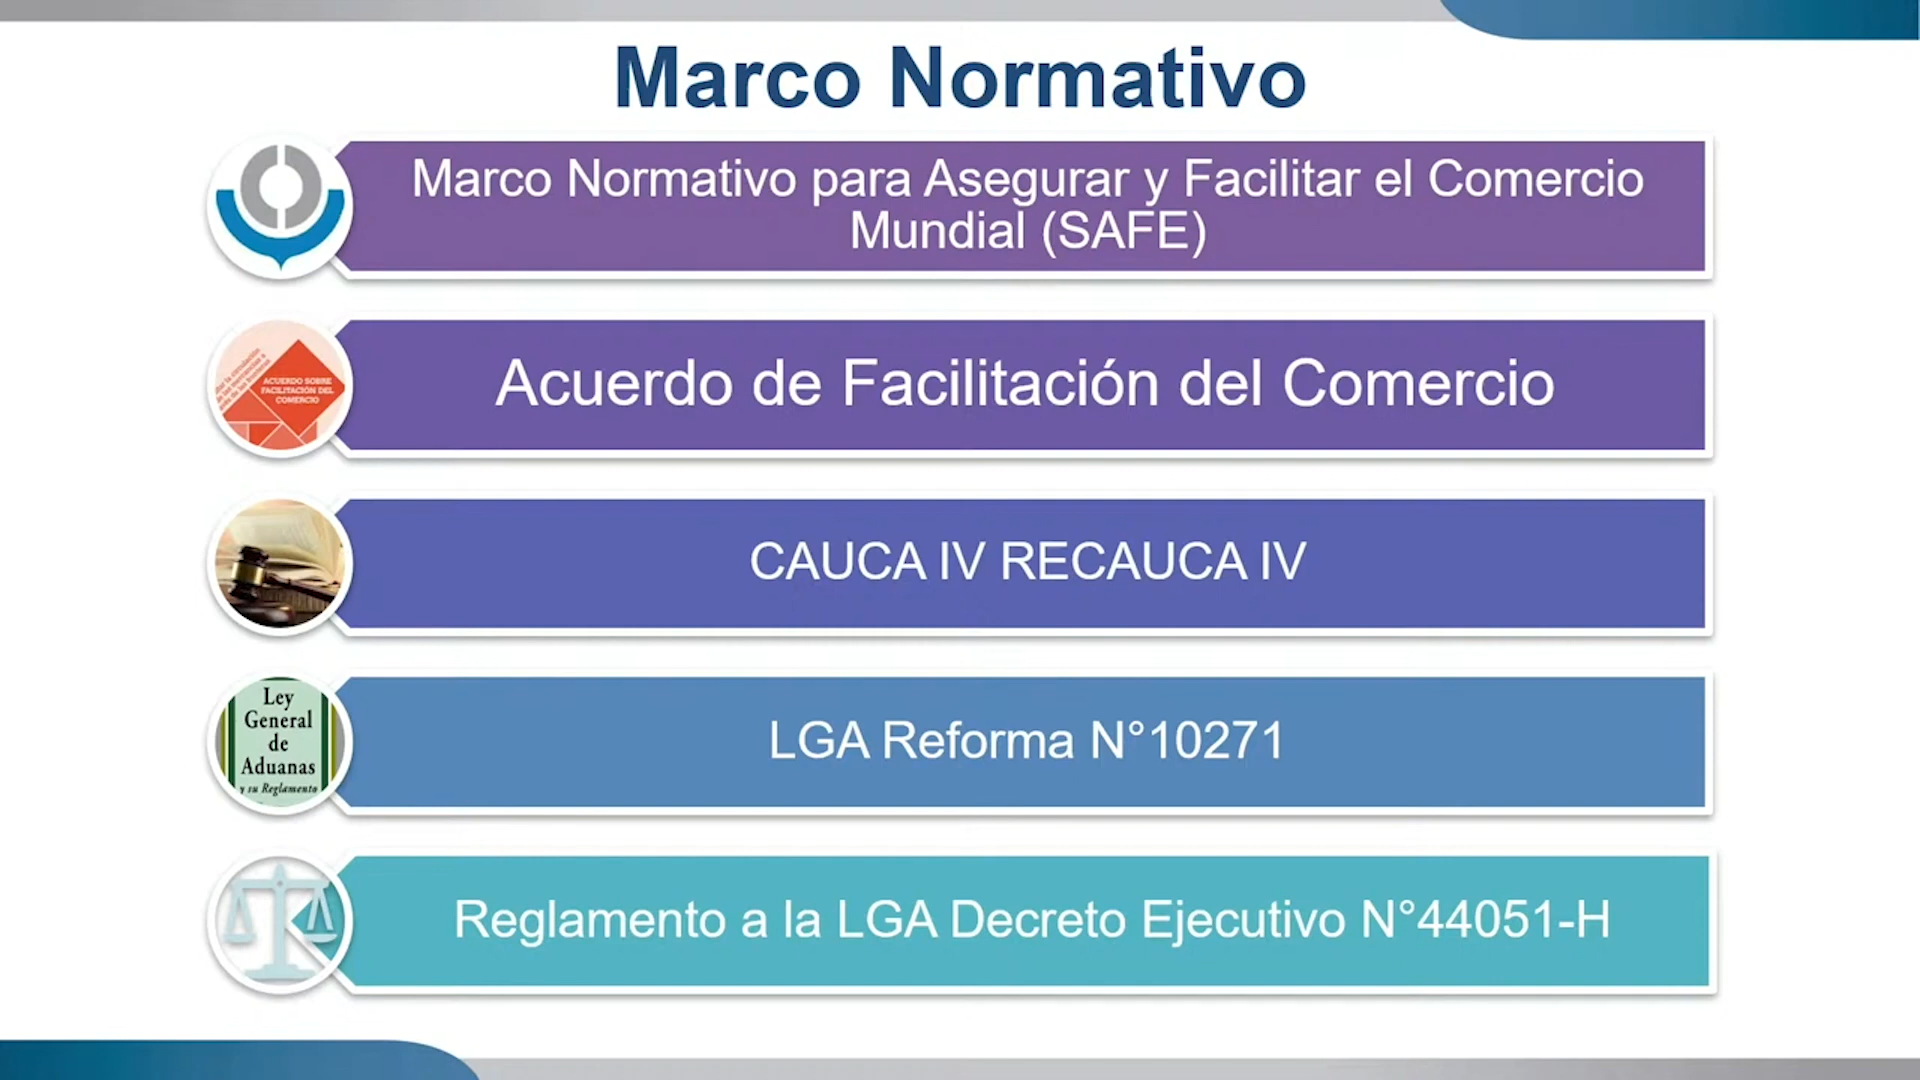 Marco Normativo
Marco Normativo para Asegurar y Facilitar el Comercio
Mundial (SAFE)
ACUERDO SOBRE
FACILITACIÓN DEL
COMERCIO
Acuerdo de Facilitación del Comercio
CAUCA IV RECAUCA IV
Ley
General
de
Aduanas
y su Reglamento
LGA Reforma N°10271
Reglamento a la LGA Decreto Ejecutivo N°44051-H